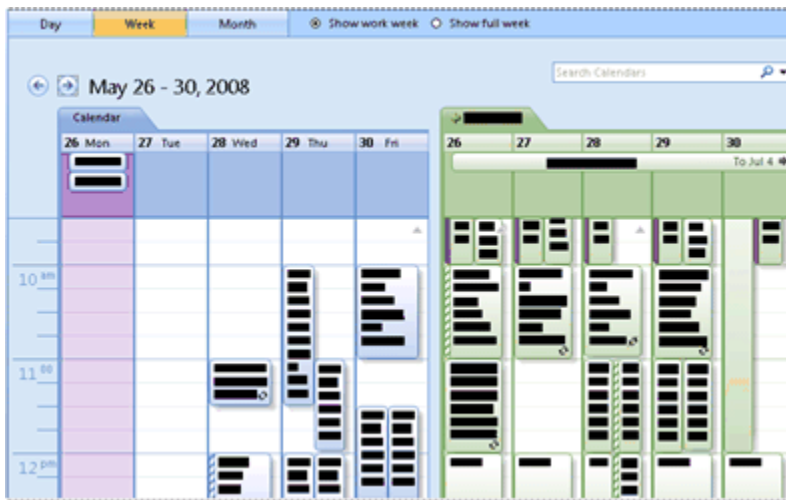 Day Week Month Show work week Show full week
Search Calendars
May 26 - 30, 2008
Calendar
26 Mon 27 Tue 28 Wed 29 Thu 30 Fri
26 27 28 29 30
To Jul 4
10 am
11 00
12 pm